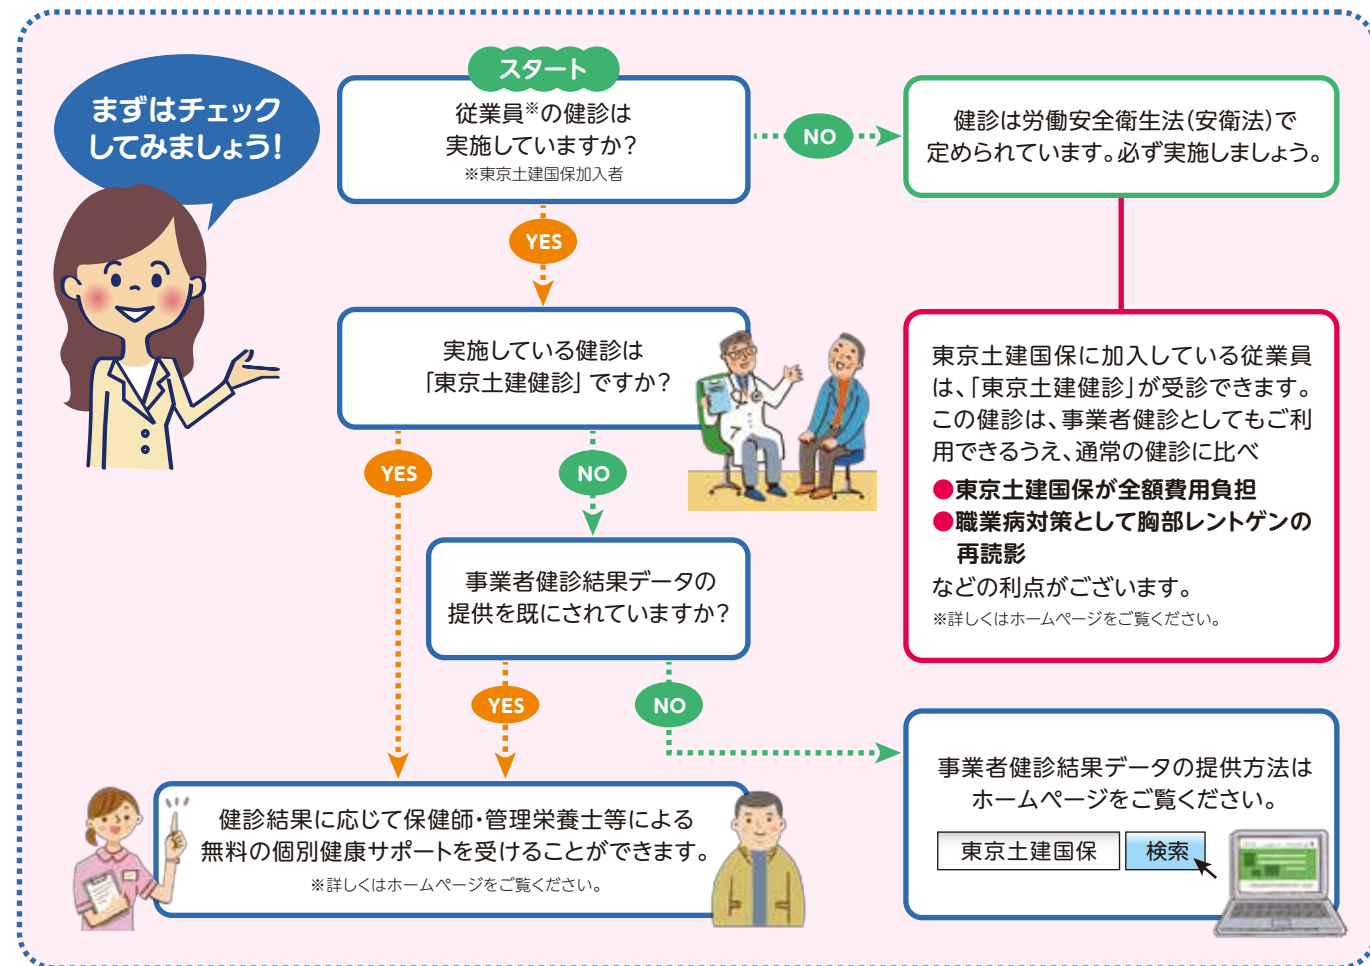 まずはチェック
してみましょう!
スタート
従業員※の健診は
実施していますか?
※東京土建国保加入者
NO
健診は労働安全衛生法(安衛法)で
定められています。必ず実施しましょう。
YES
実施している健診は
「東京土建健診」ですか?
東京土建国保に加入している従業員
は、「東京土建健診」が受診できます。
この健診は、事業者健診としてもご利
用できるうえ、通常の健診に比べ
●東京土建国保が全額費用負担
●職業病対策として胸部レントゲンの
再読影
などの利点がございます。
※詳しくはホームページをご覧ください。
YES
NO
事業者健診結果データの
提供を既にされていますか?
YES
NO
健診結果に応じて保健師・管理栄養士等による
無料の個別健康サポートを受けることができます。
※詳しくはホームページをご覧ください。
事業者健診結果データの提供方法は
ホームページをご覧ください。
東京土建国保
検索